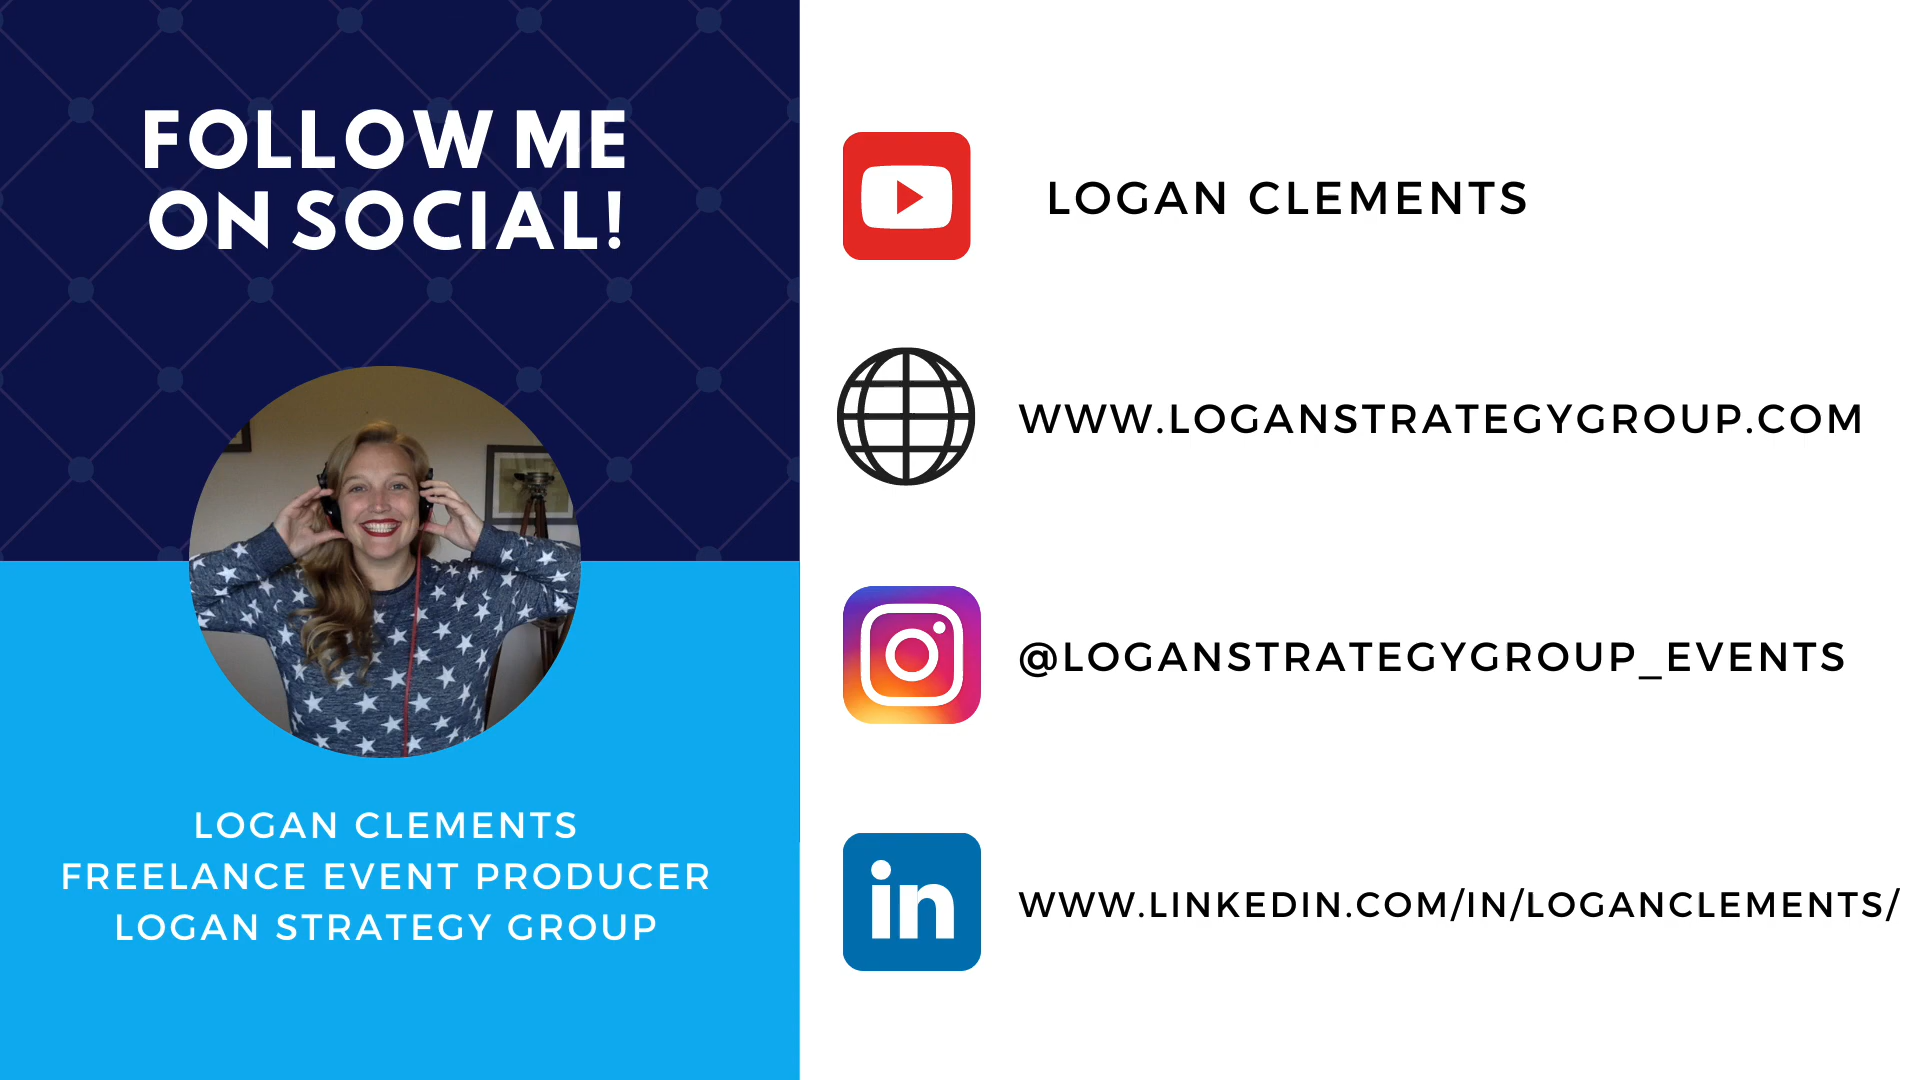 FOLLOW ME
ON SOCIAL!
LOGAN CLEMENTS
FREELANCE EVENT PRODUCER
LOGAN STRATEGY GROUP
LOGAN CLEMENTS
WWW.LOGANSTRATEGYGROUP.COM
@LOGANSTRATEGYGROUP_EVENTS
in
WWW.LINKEDIN.COM/IN/LOGANCLEMENTS/